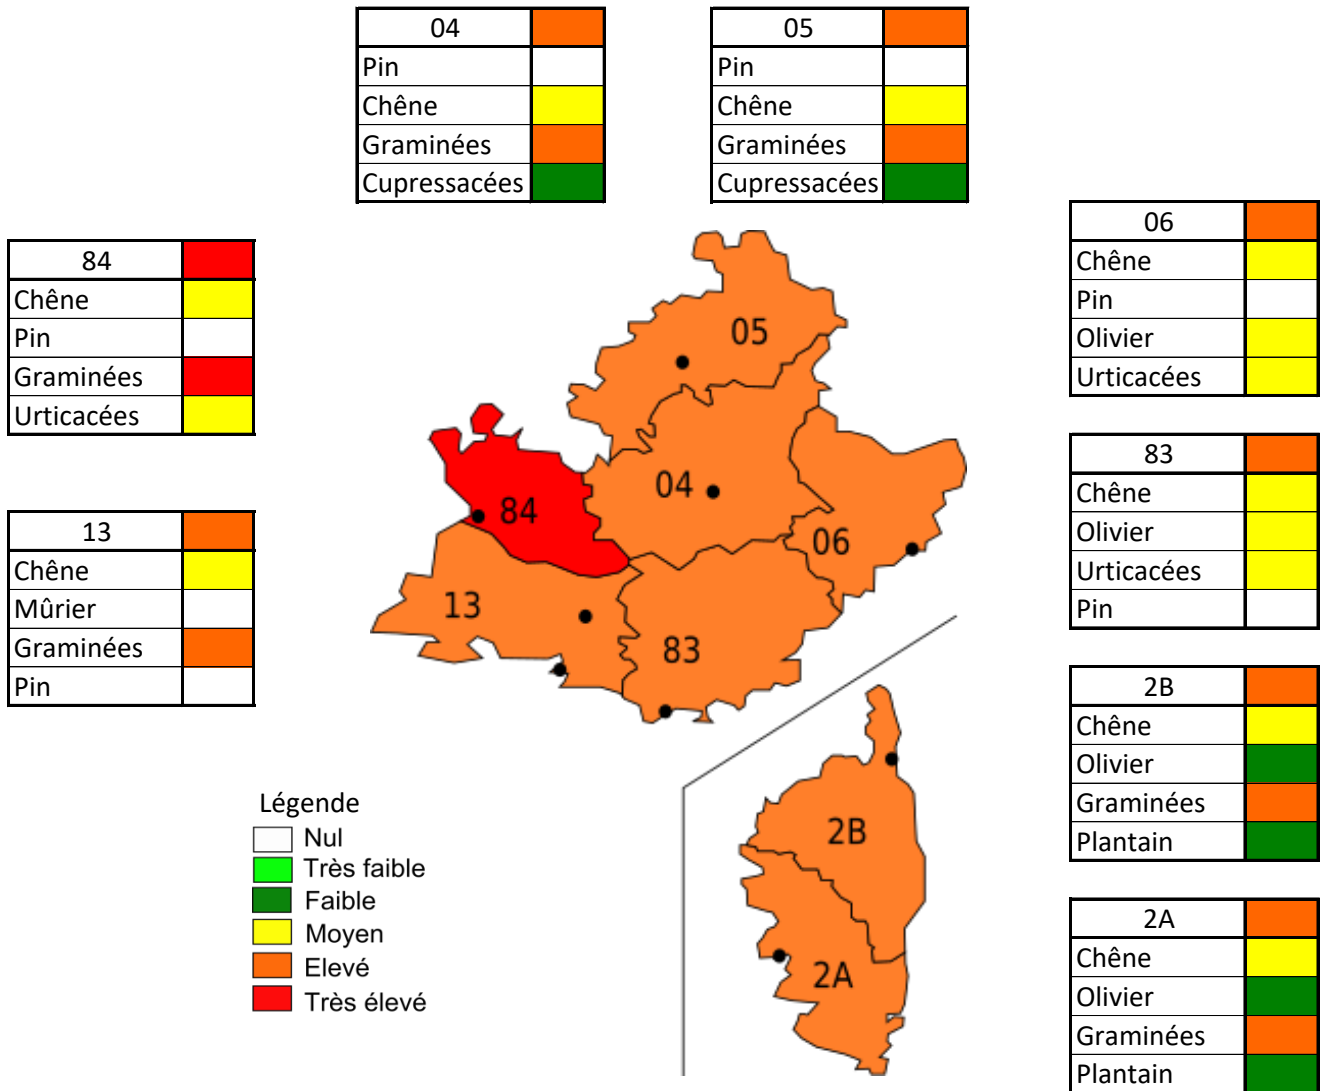 04
Pin
Chêne
Graminées
Cupressacées
05
Pin
Chêne
Graminées
Cupressacées
84
Chêne
Pin
Graminées
Urticacées
13
Chêne
Mûrier
Graminées
Pin
06
Chêne
Pin
Olivier
Urticacées
83
Chêne
Olivier
Urticacées
Pin
2B
Chêne
Olivier
Graminées
Plantain
2A
Chêne
Olivier
Graminées
Plantain
05
04
84
06
13
83
2B
2A
Légende
Nul
Très faible
Faible
Moyen
Elevé
Très élevé